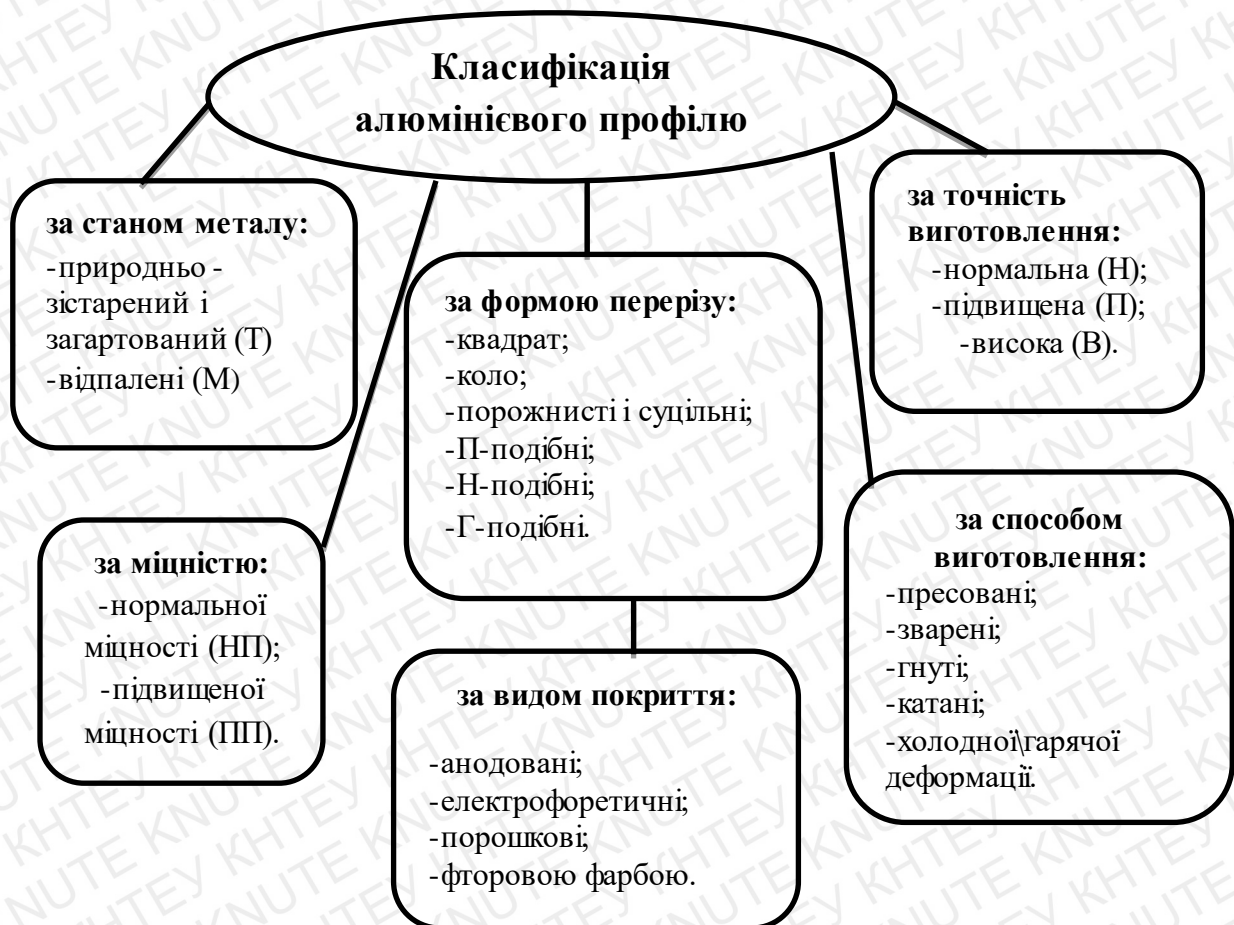 Класифікація
алюмінієвого профілю
за станом металу:
-природньо -
зістарений і
загартований (Т)
-відпалені (М)
за формою перерізу:
-квадрат;
-коло;
-порожнисті і суцільні;
-П-подібні;
-Н-подібні;
-Г-подібні.
за точність
виготовлення:
-нормальна (Н);
-підвищена (П);
-висока (В).
за міцністю:
-нормальної
міцності (НП);
-підвищеної
міцності (ПП).
за видом покриття:
-анодовані;
-електрофоретичні;
-порошкові;
-фторовою фарбою.
за способом
виготовлення:
-пресовані;
-зварені;
-гнуті;
-катані;
-холодної\гарячої
деформації.